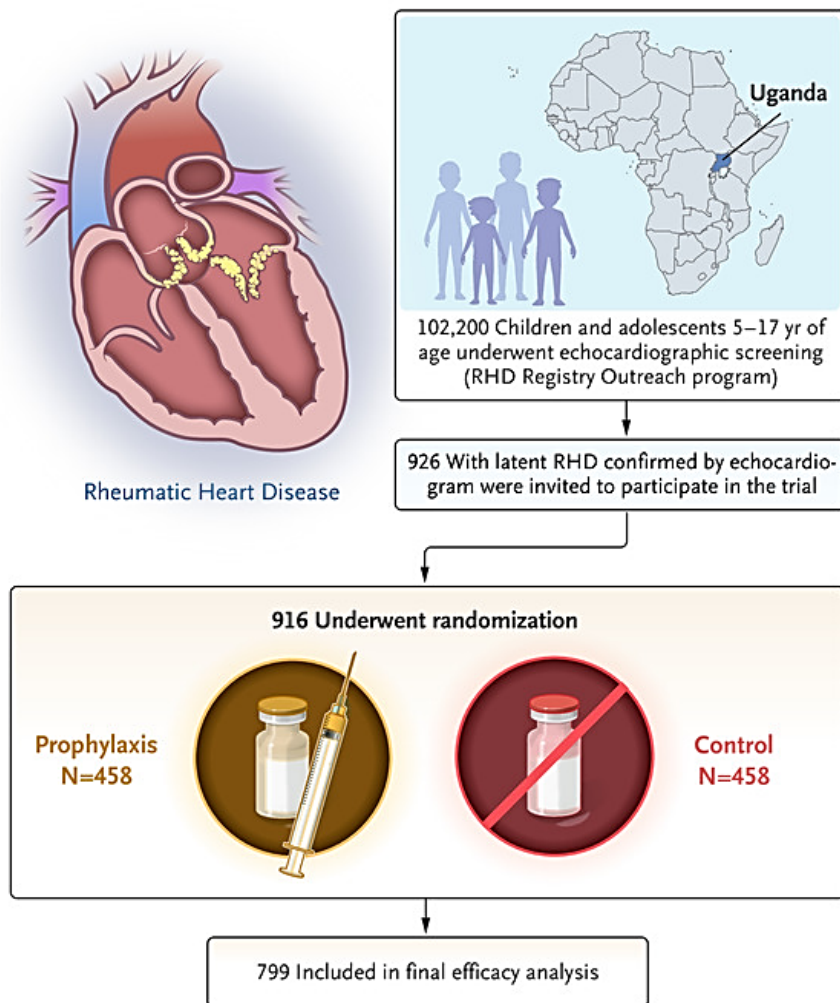 Uganda
102,200 Children and adolescents 5–17 yr of
age underwent echocardiographic screening
(RHD Registry Outreach program)
Rheumatic Heart Disease
926 With latent RHD confirmed by echocardio-
gram were invited to participate in the trial
916 Underwent randomization
Prophylaxis
N=458
Control
N=458
799 Included in final efficacy analysis